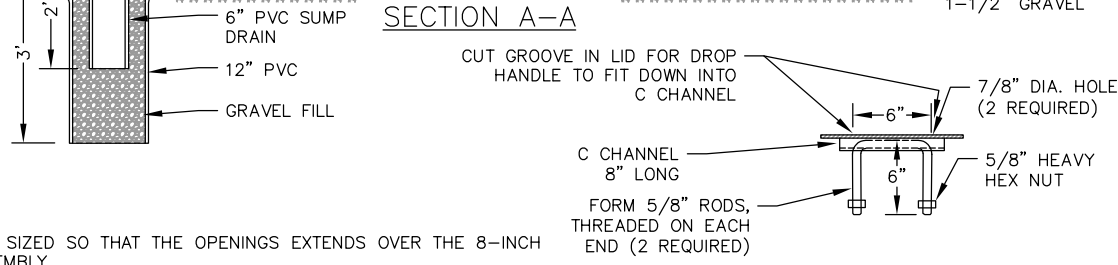 2'
3'
6" PVC SUMP
DRAIN
12" PVC
GRAVEL FILL
SECTION A-A
1-1/2" GRAVEL
CUT GROOVE IN LID FOR DROP
HANDLE TO FIT DOWN INTO
C CHANNEL
6"
7/8" DIA. HOLE
(2 REQUIRED)
C CHANNEL
8" LONG
6"
5/8" HEAVY
HEX NUT
FORM 5/8" RODS,
THREADED ON EACH
END (2 REQUIRED)
SIZED SO THAT THE OPENINGS EXTENDS OVER THE 8-INCH